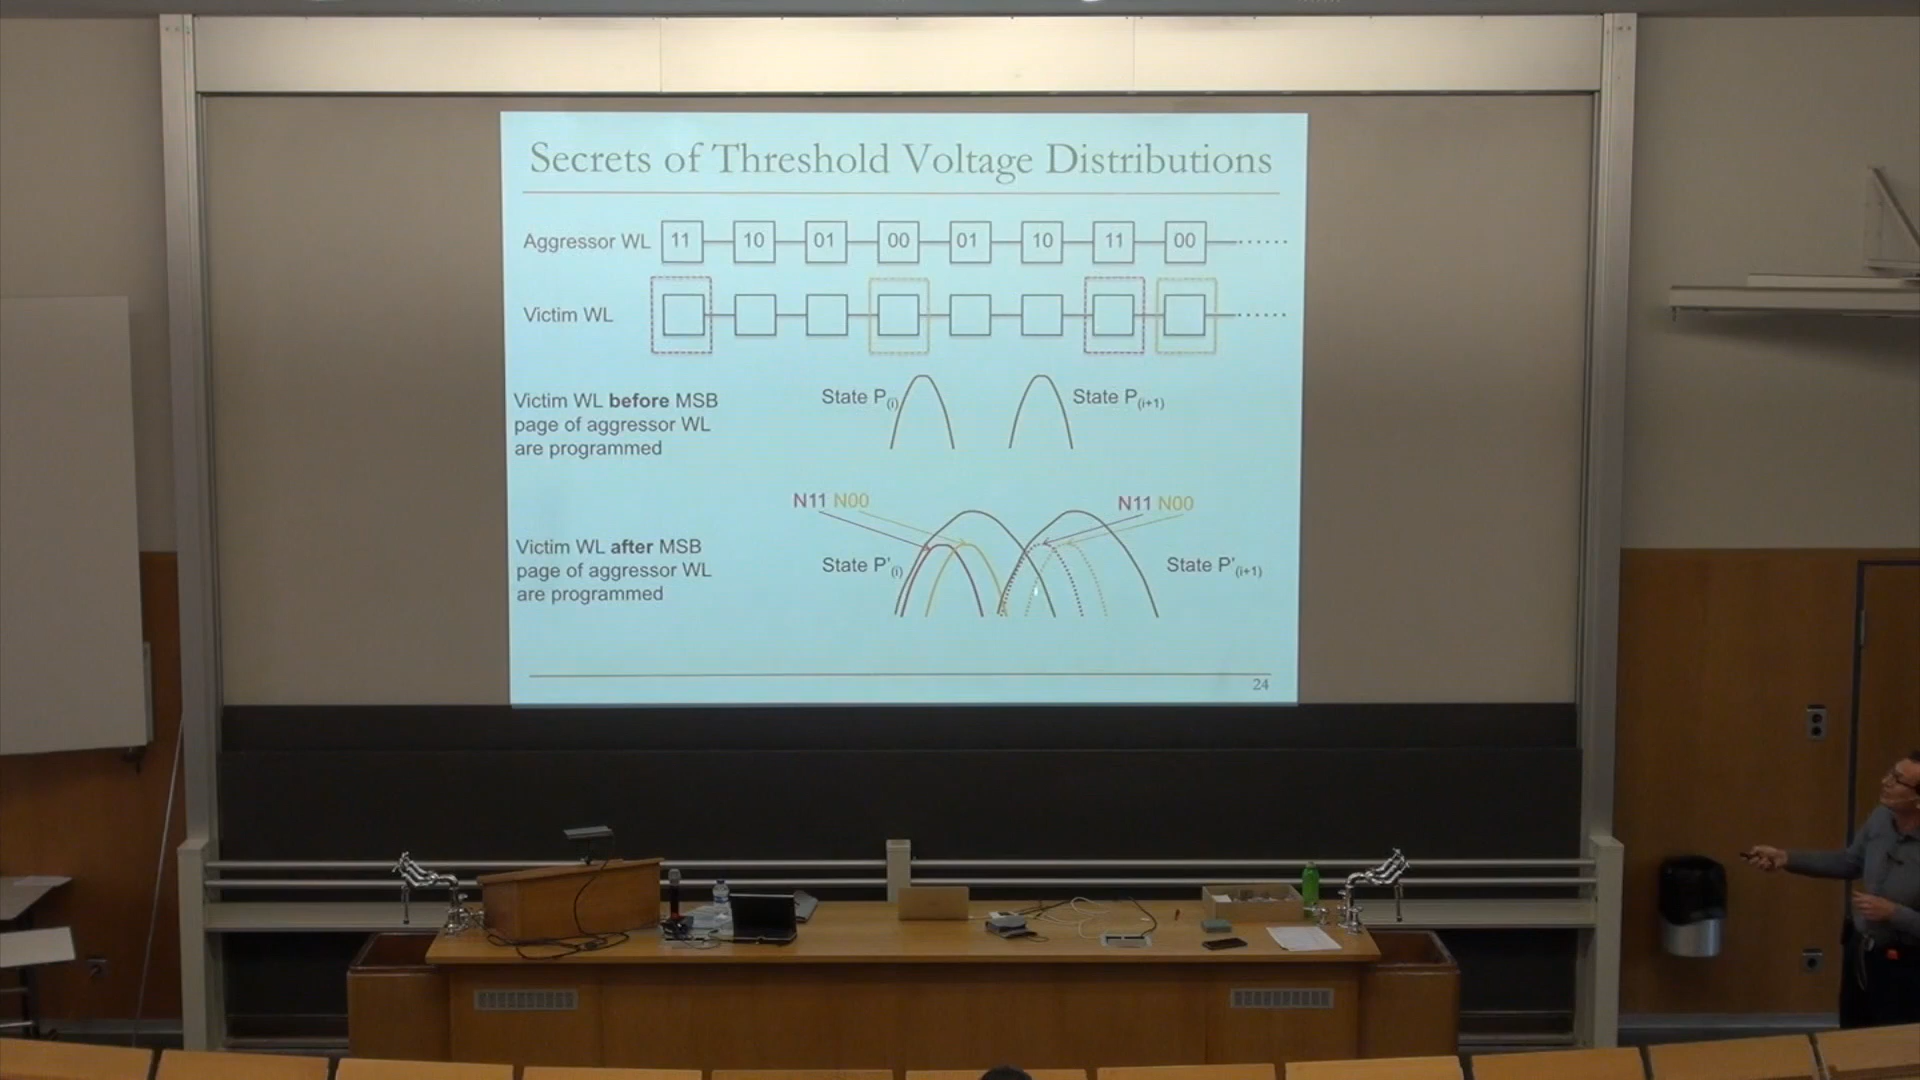 Secrets of Threshold Voltage Distributions
Aggressor WL 11 10 01 00 01 10 11 00 ......
Victim WL ......
Victim WL before MSB
page of aggressor WL
are programmed
State P(i)
State P(i+1)
N11 N00
N11 N00
Victim WL after MSB
page of aggressor WL
are programmed
State P'(i)
State P'(i+1)
24